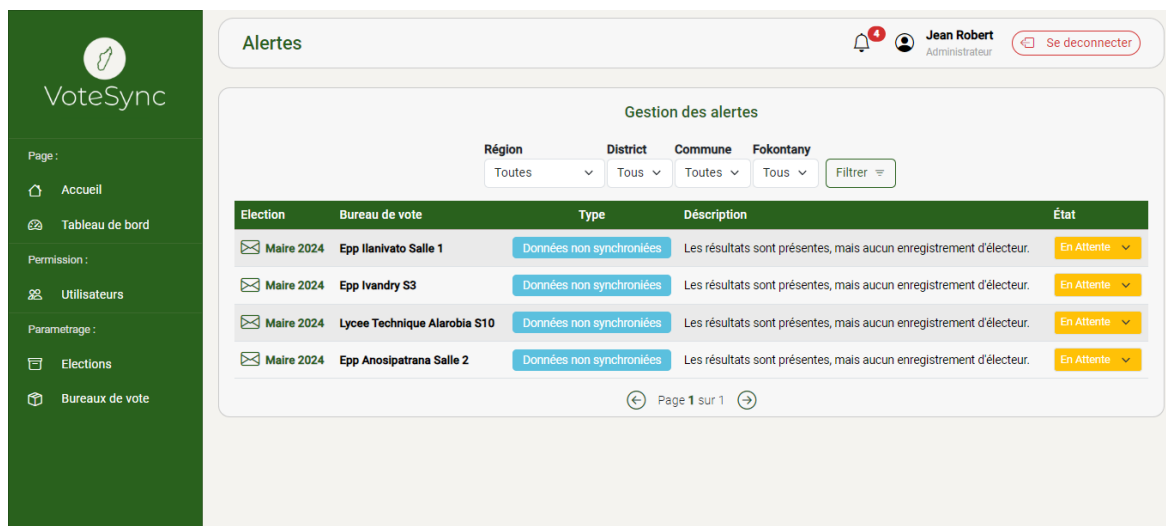 VoteSync
Page :
Accueil
Tableau de bord
Permission :
Utilisateurs
Parametrage :
Elections
Bureaux de vote
Alertes
4
Jean Robert
Administrateur
Se deconnecter
Gestion des alertes
Région District Commune Fokontany
Toutes Tous Toutes Tous Filtrer
Election Bureau de vote Type Déscription État
Maire 2024 Epp Ilanivato Salle 1 Données non synchroniées Les résultats sont présentes, mais aucun enregistrement d'électeur. En Attente
Maire 2024 Epp Ivandry S3 Données non synchroniées Les résultats sont présentes, mais aucun enregistrement d'électeur. En Attente
Maire 2024 Lycee Technique Alarobia S10 Données non synchroniées Les résultats sont présentes, mais aucun enregistrement d'électeur. En Attente
Maire 2024 Epp Anosipatrana Salle 2 Données non synchroniées Les résultats sont présentes, mais aucun enregistrement d'électeur. En Attente
Page 1 sur 1